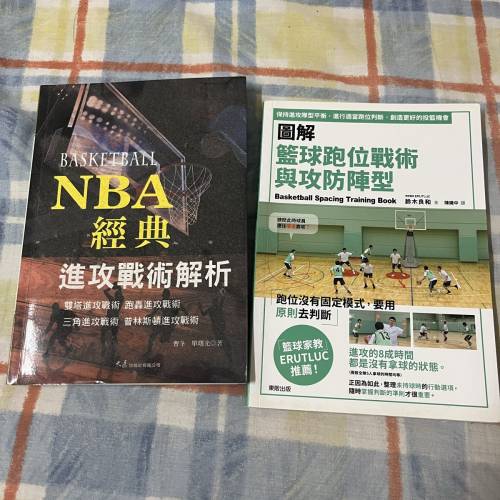 BASKETBALL
NBA
經典
進攻戰術解析
雙塔進攻戰術 跑轟進攻戰術
三角進攻戰術 普林斯頓進攻戰術
保持進攻陣型平衡，進行適當跑位判斷，創造更好的投籃機會
圖解
籃球跑位戰術
與攻防陣型
Basketball Spacing Training Book
鈴木良和 著
跑位沒有固定模式，要用
原則去判斷
籃球家教
ERUTLUC
推薦！
進攻的8成時間
都是沒有拿球的狀態。
正因為如此，整理未持球時的行動選項，
隨時掌握判斷的準則才很重要。
東販出版